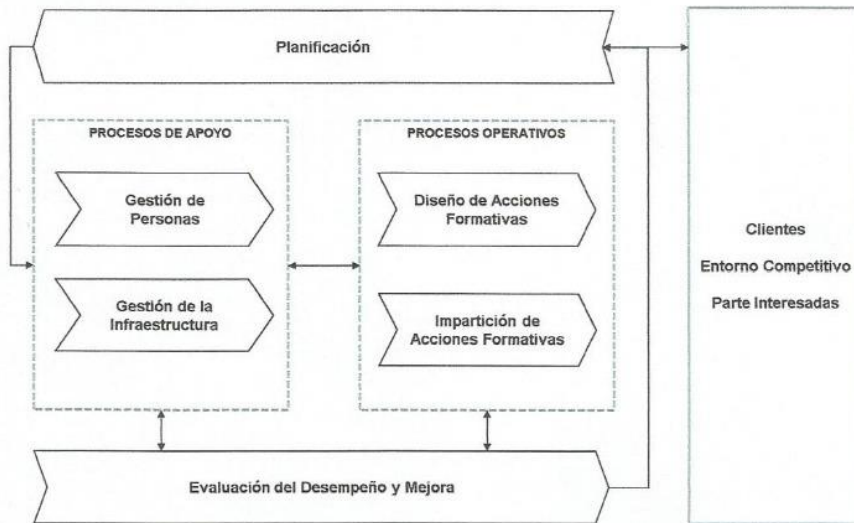 Planificación
PROCESOS DE APOYO
Gestión de
Personas
Gestión de la
Infraestructura
PROCESOS OPERATIVOS
Diseño de Acciones
Formativas
Impartición de
Acciones Formativas
Clientes
Entorno Competitivo
Parte Interesadas
Evaluación del Desempeño y Mejora